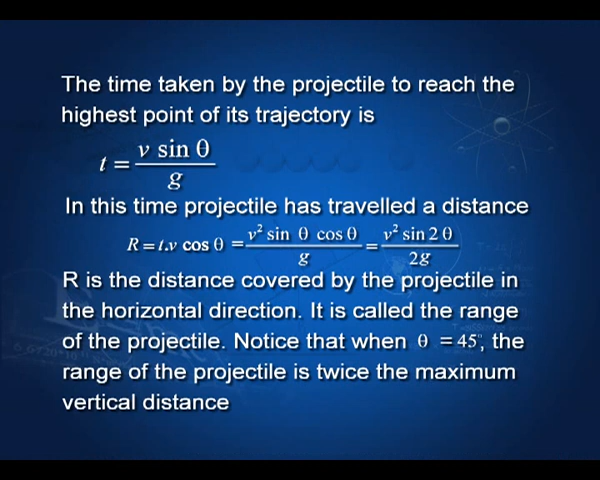 The time taken by the projectile to reach the
highest point of its trajectory is
t = v sin θ / g
In this time projectile has travelled a distance
R = t.v cos θ = v² sin θ cos θ / g = v² sin 2θ / 2g
R is the distance covered by the projectile in
the horizontal direction. It is called the range
of the projectile. Notice that when θ = 45°, the
range of the projectile is twice the maximum
vertical distance